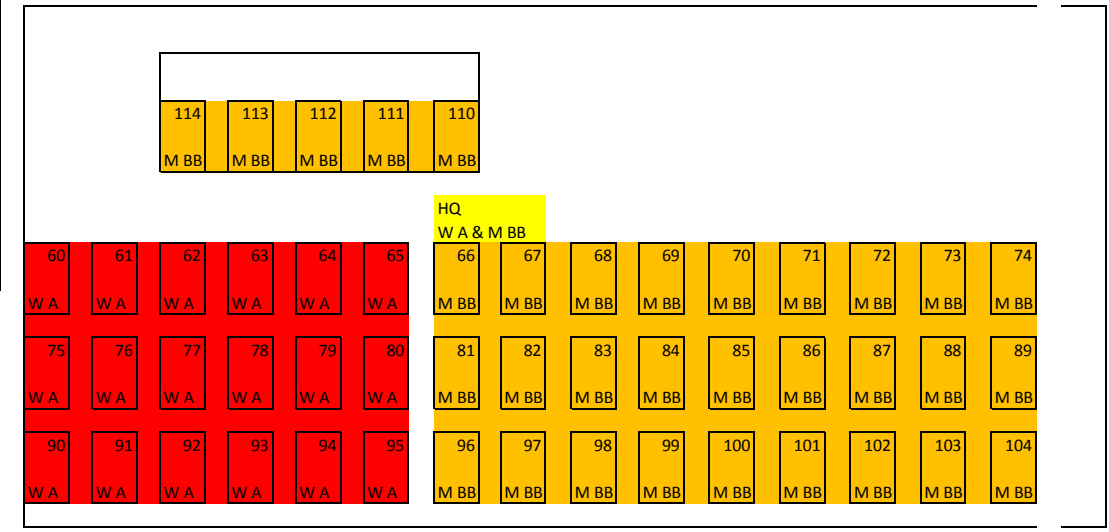 114 113 112 111 110
M BB M BB M BB M BB M BB
HQ
W A & M BB
60 61 62 63 64 65 66 67 68 69 70 71 72 73 74
W A W A W A W A W A W A M BB M BB M BB M BB M BB M BB M BB M BB M BB
75 76 77 78 79 80 81 82 83 84 85 86 87 88 89
W A W A W A W A W A W A M BB M BB M BB M BB M BB M BB M BB M BB M BB
90 91 92 93 94 95 96 97 98 99 100 101 102 103 104
W A W A W A W A W A W A M BB M BB M BB M BB M BB M BB M BB M BB M BB